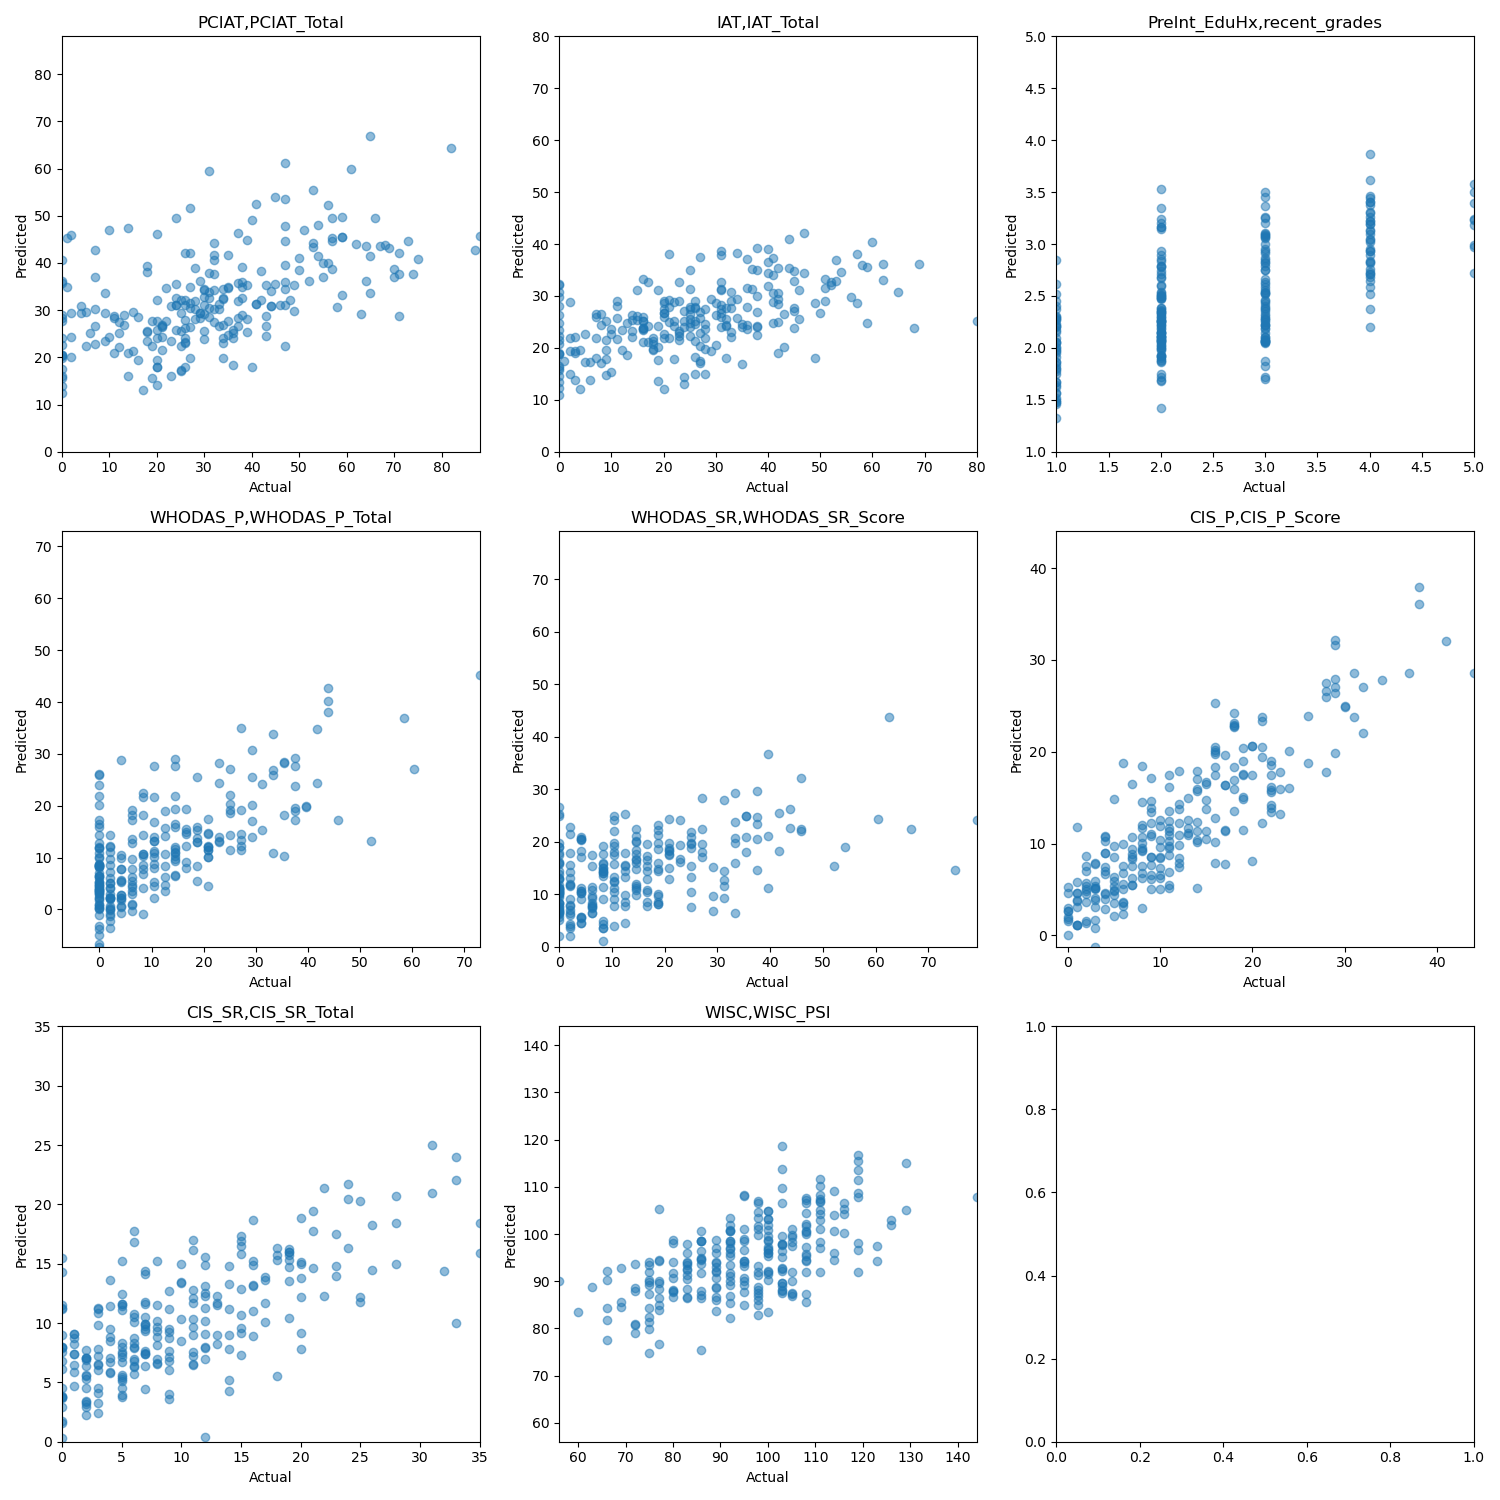 PCIAT,PCIAT_Total
IAT,IAT_Total
PreInt_EduHx,recent_grades
80
70
60
50
40
30
20
10
0
Predicted
0 10 20 30 40 50 60 70 80
Actual
80
70
60
50
40
30
20
10
0
Predicted
0 10 20 30 40 50 60 70 80
Actual
5.0
4.5
4.0
3.5
3.0
2.5
2.0
1.5
1.0
Predicted
1.0 1.5 2.0 2.5 3.0 3.5 4.0 4.5 5.0
Actual
WHODAS_P,WHODAS_P_Total
WHODAS_SR,WHODAS_SR_Score
CIS_P,CIS_P_Score
70
60
50
40
30
20
10
0
Predicted
0 10 20 30 40 50 60 70
Actual
70
60
50
40
30
20
10
0
Predicted
0 10 20 30 40 50 60 70
Actual
40
30
20
10
0
Predicted
0 10 20 30 40
Actual
CIS_SR,CIS_SR_Total
WISC,WISC_PSI
35
30
25
20
15
10
5
0
Predicted
0 5 10 15 20 25 30 35
Actual
140
130
120
110
100
90
80
70
60
Predicted
60 70 80 90 100 110 120 130 140
Actual
1.0
0.8
0.6
0.4
0.2
0.0
0.0 0.2 0.4 0.6 0.8 1.0